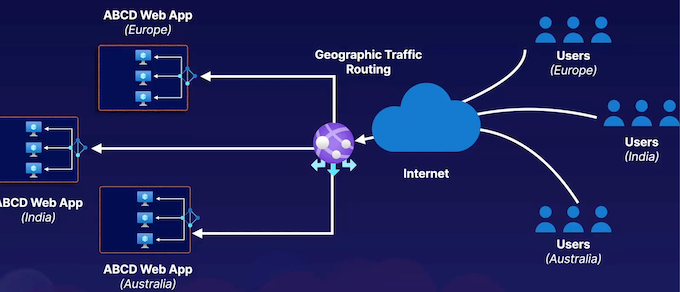 ABCD Web App
(Europe)
Geographic Traffic
Routing
Users
(Europe)
Users
(India)
Internet
ABCD Web App
(India)
Users
(Australia)
ABCD Web App
(Australia)